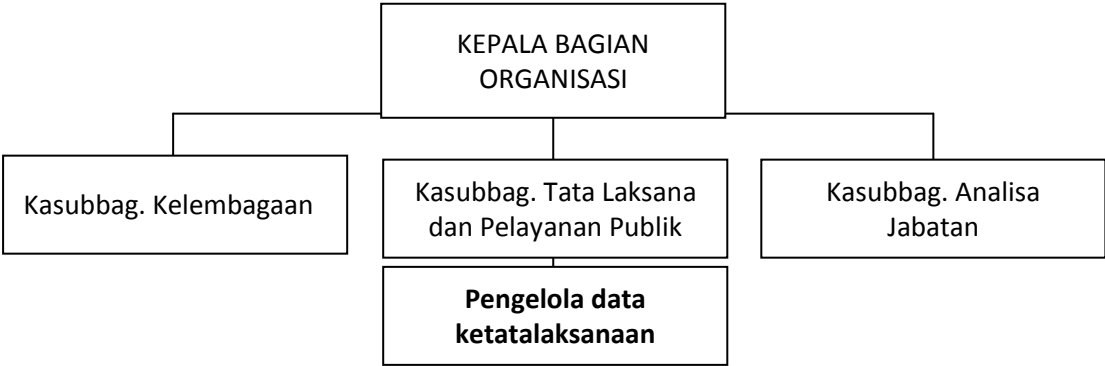 KEPALA BAGIAN
ORGANISASI
Kasubbag. Kelembagaan
Kasubbag. Tata Laksana
dan Pelayanan Publik
Kasubbag. Analisa
Jabatan
Pengelola data
ketatalaksanaan